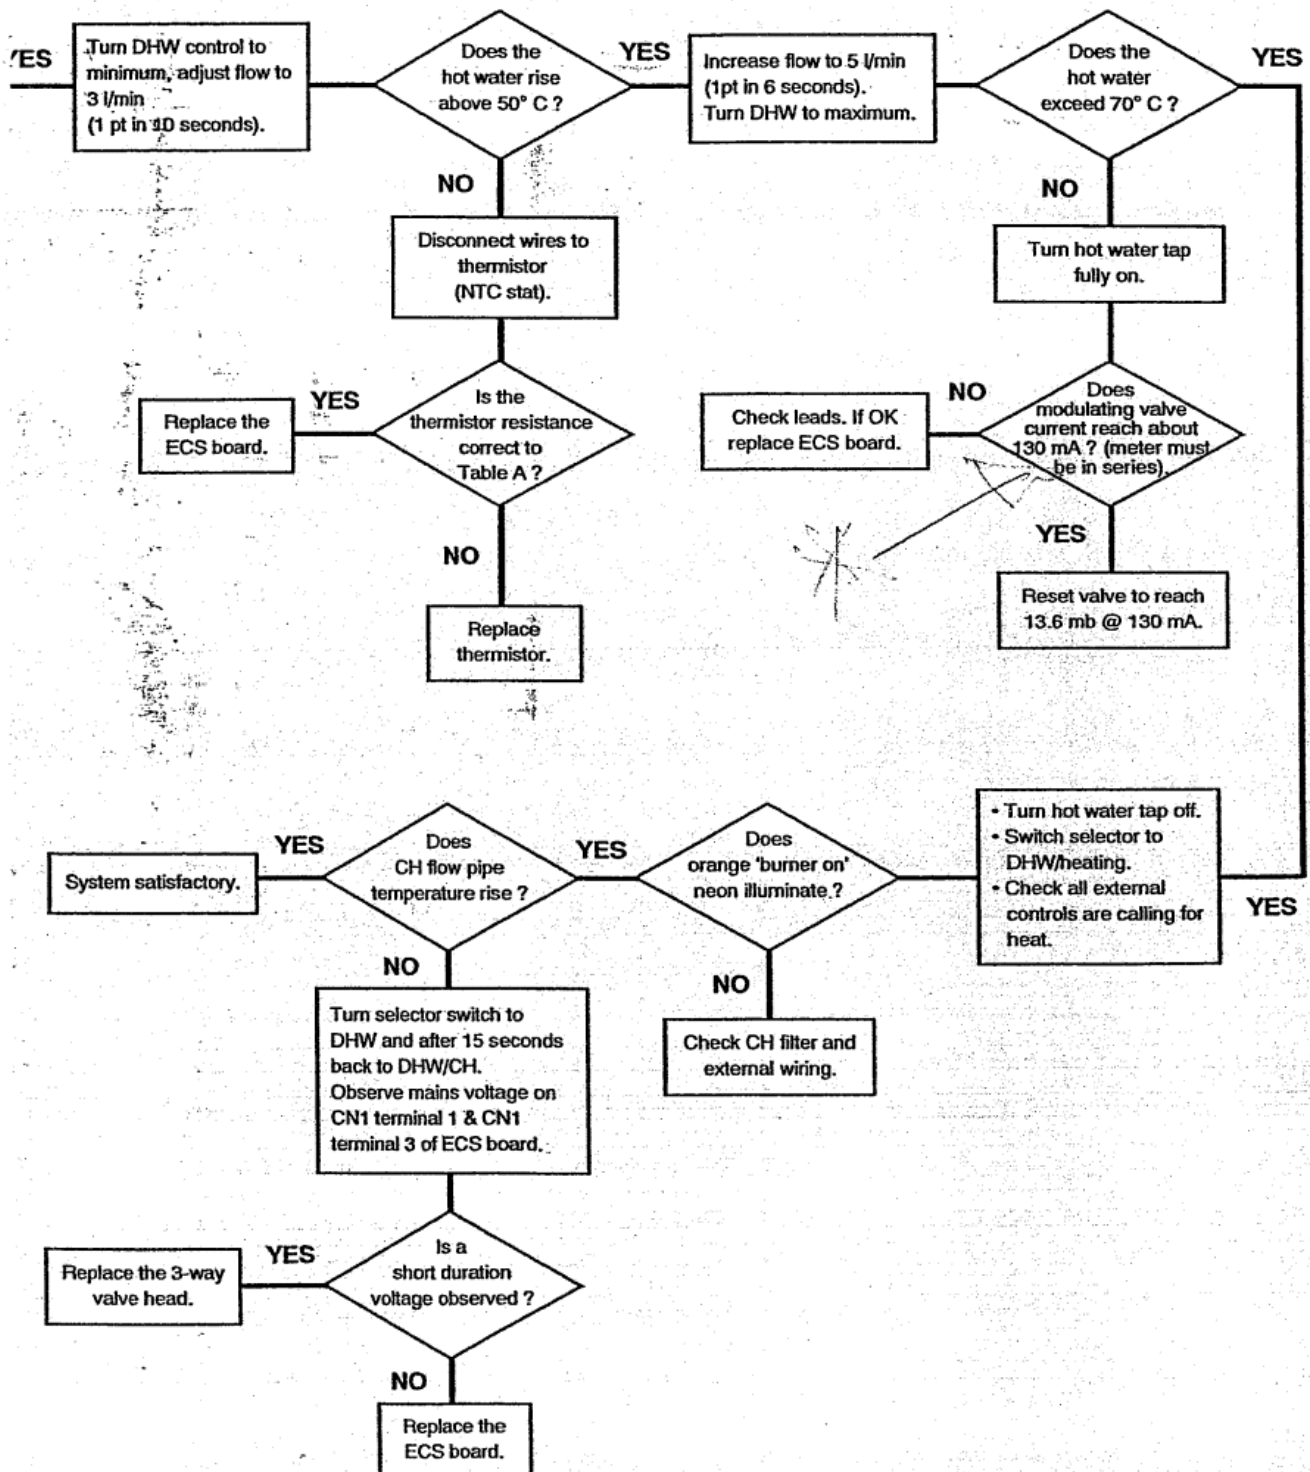 YES
Turn DHW control to
minimum, adjust flow to
3 l/min
(1 pt in 10 seconds).
Does the
hot water rise
above 50° C ?
YES
Increase flow to 5 l/min
(1pt in 6 seconds).
Turn DHW to maximum.
Does the
hot water
exceed 70° C ?
YES
NO
Disconnect wires to
thermistor
(NTC stat).
NO
Turn hot water tap
fully on.
Replace the
ECS board.
YES
Is the
thermistor resistance
correct to
Table A ?
Check leads. If OK
replace ECS board.
NO
Does
modulating valve
current reach about
130 mA ? (meter must
be in series).
NO
Replace
thermistor.
YES
Reset valve to reach
13.6 mb @ 130 mA.
System satisfactory.
YES
Does
CH flow pipe
temperature rise ?
YES
Does
orange 'burner on'
neon illuminate ?
• Turn hot water tap off.
• Switch selector to
DHW/heating.
• Check all external
controls are calling for
heat.
YES
NO
Turn selector switch to
DHW and after 15 seconds
back to DHW/CH.
Observe mains voltage on
CN1 terminal 1 & CN1
terminal 3 of ECS board.
NO
Check CH filter and
external wiring.
Replace the 3-way
valve head.
YES
Is a
short duration
voltage observed ?
NO
Replace the
ECS board.